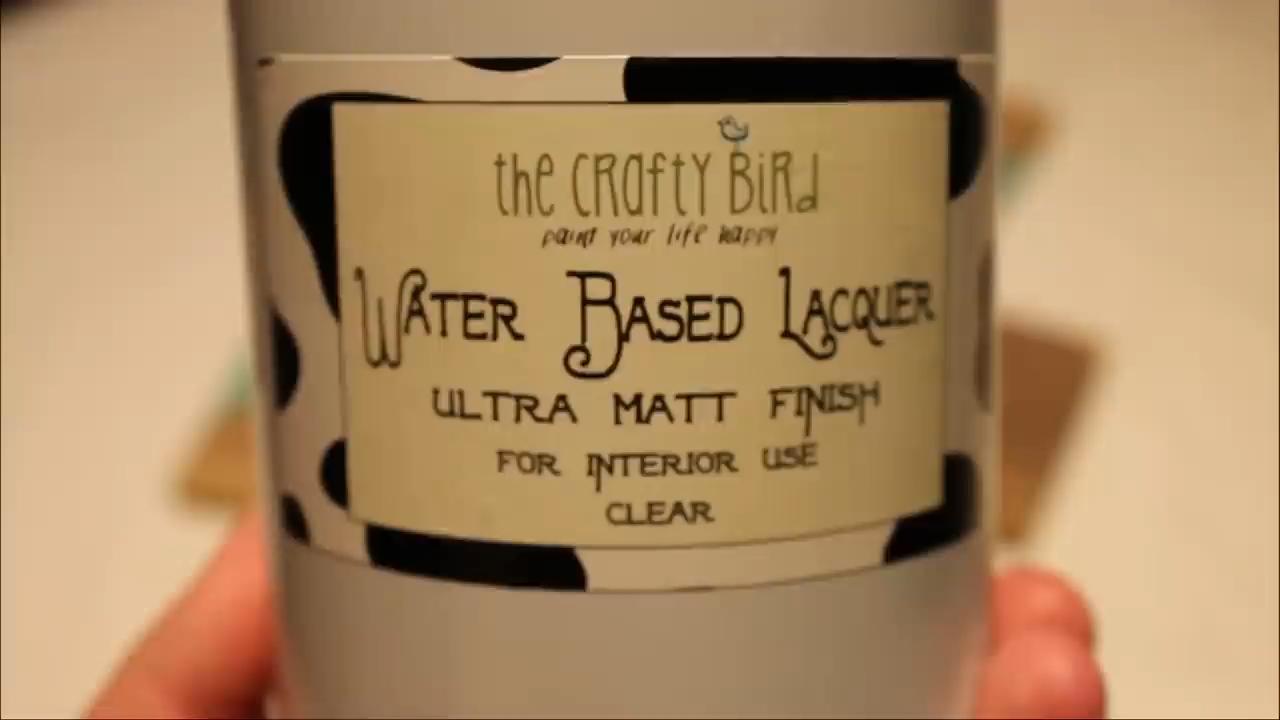 the CRaftY BiRd
paint your life happy
WATER BASED LACQUER
ULTRA MATT FINISH
FOR INTERIOR USE
CLEAR